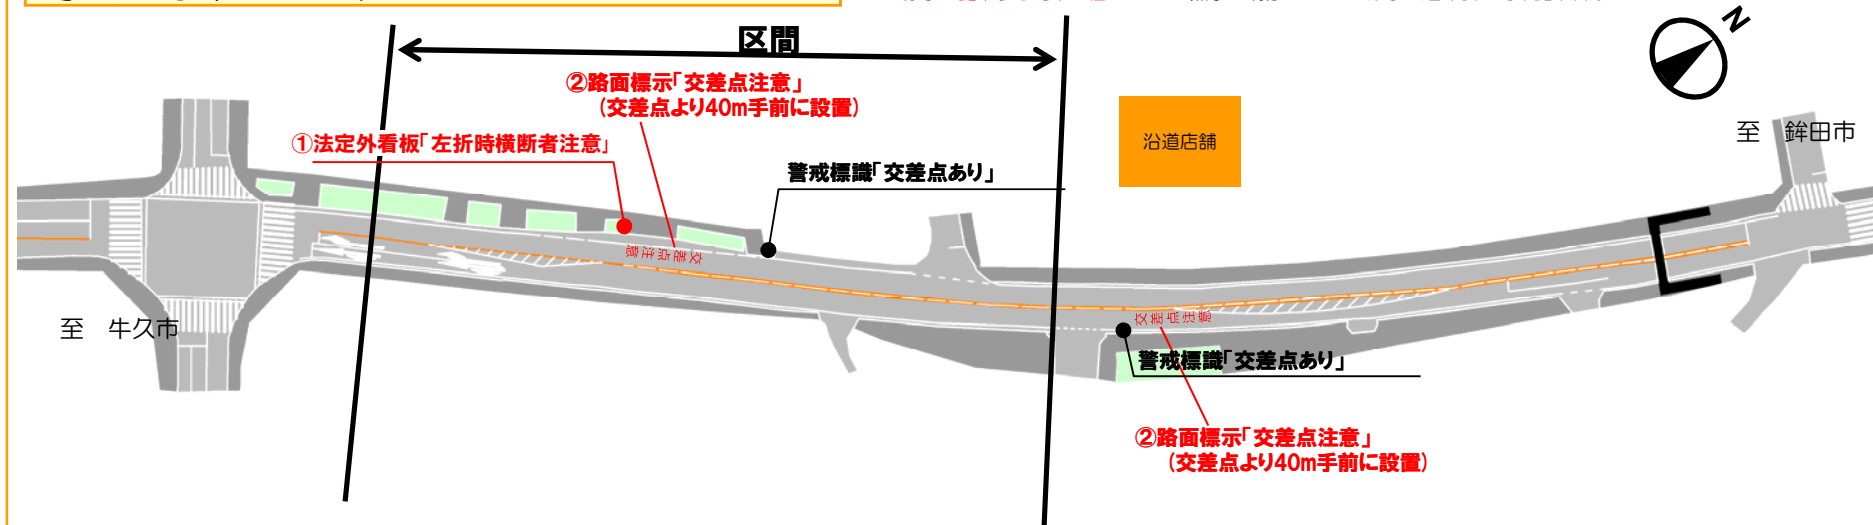 区間
N
②路面標示「交差点注意」
(交差点より40m手前に設置)
①法定外看板「左折時横断者注意」
警戒標識「交差点あり」
沿道店舗
至　鉾田市
交差点注意
至　牛久市
交差点注意
警戒標識「交差点あり」
②路面標示「交差点注意」
(交差点より40m手前に設置)